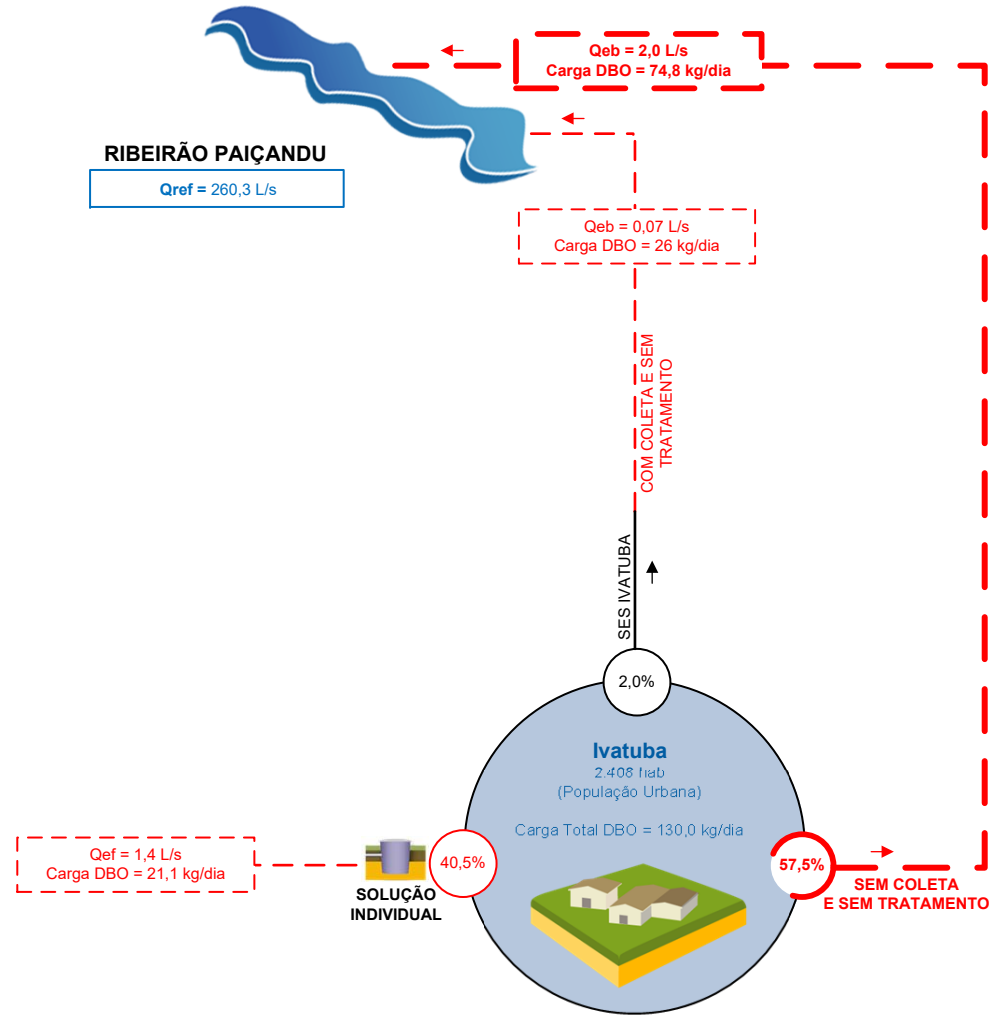 Qeb = 2,0 L/s
Carga DBO = 74,8 kg/dia
RIBEIRÃO PAIÇANDU
Qref = 260,3 L/s
Qeb = 0,07 L/s
Carga DBO = 26 kg/dia
COM COLETA E SEM
TRATAMENTO
SES IVATUBA
2,0%
Ivatuba
2.408 hab
(População Urbana)
Carga Total DBO = 130,0 kg/dia
Qef = 1,4 L/s
Carga DBO = 21,1 kg/dia
40,5%
57,5%
SOLUÇÃO
INDIVIDUAL
SEM COLETA
E SEM TRATAMENTO